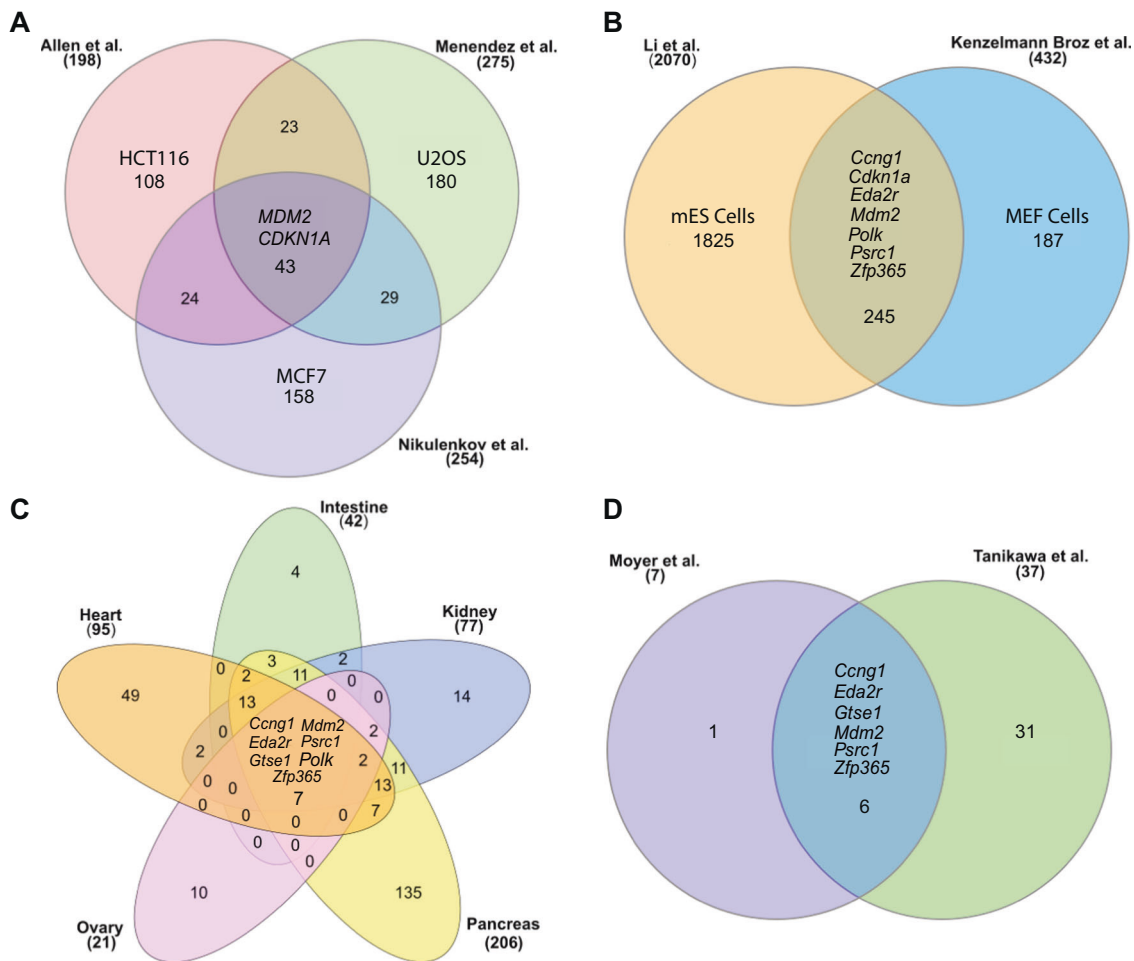 A
Allen et al.
(198)
Menendez et al.
(275)
23
HCT116
108
U2OS
180
MDM2
CDKN1A
43
24
29
MCF7
158
Nikulenkov et al.
(254)
B
Li et al.
(2070)
Kenzelmann Broz et al.
(432)
mES Cells
1825
Ccng1
Cdkn1a
Eda2r
Mdm2
Polk
Psrc1
Zfp365
245
MEF Cells
187
C
Intestine
(42)
4
Heart
(95)
Kidney
(77)
49
14
0
2
3
11
2
0
0
0
13
0
2
2
Ccng1 Mdm2
Eda2r Psrc1
Gtse1 Polk
Zfp365
7
2
11
13
7
0
0
0
0
0
0
0
0
0
10
135
Ovary
(21)
Pancreas
(206)
D
Moyer et al.
(7)
Tanikawa et al.
(37)
1
Ccng1
Eda2r
Gtse1
Mdm2
Psrc1
Zfp365
6
31